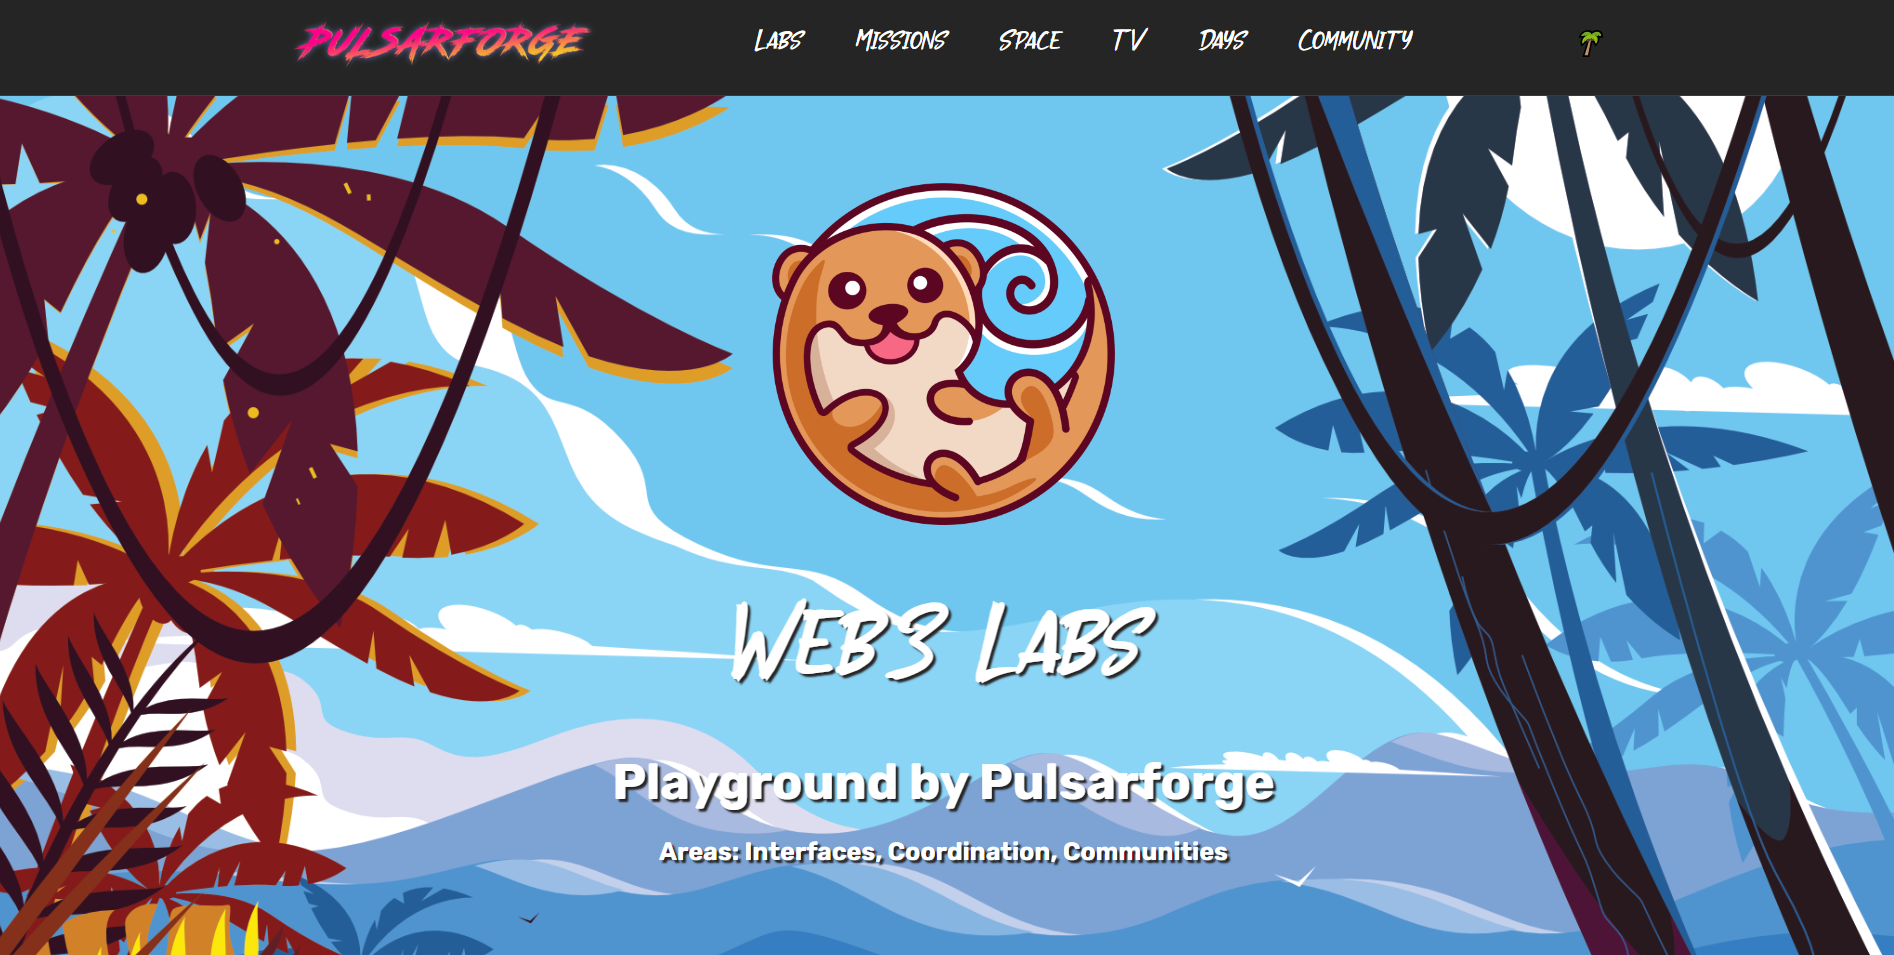 PULSARFORGE
Labs Missions Space TV Days Community
Web3 Labs
Playground by Pulsarforge
Areas: Interfaces, Coordination, Communities